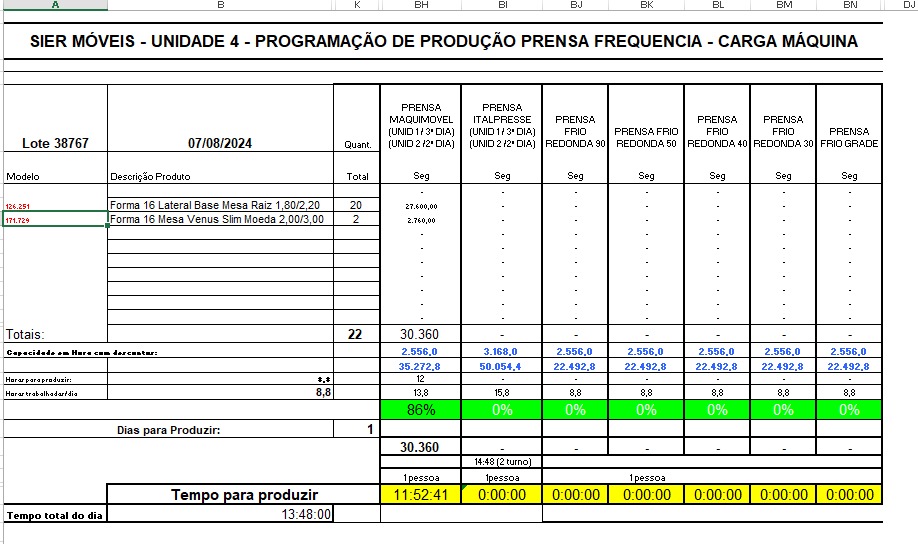 A B K BH BI BJ BK BL BM BN DJ
SIER MÓVEIS - UNIDADE 4 - PROGRAMAÇÃO DE PRODUÇÃO PRENSA FREQUENCIA - CARGA MÁQUINA
Lote 38767 07/08/2024 Quant.
PRENSA MAQUIMOVEL (UNID 1 / 3ª DIA) (UNID 2 /2ª DIA)
PRENSA ITALPRESSE (UNID 1 / 3ª DIA) (UNID 2 /2ª DIA)
PRENSA FRIO REDONDA 90
PRENSA FRIO REDONDA 50
PRENSA FRIO REDONDA 40
PRENSA FRIO REDONDA 30
PRENSA FRIO GRADE
Modelo Descrição Produto Total Seg Seg Seg Seg Seg Seg Seg
- - - - - - -
126.251 Forma 16 Lateral Base Mesa Raiz 1,80/2,20 20 27.600,00 - - - - - -
171.729 Forma 16 Mesa Venus Slim Moeda 2,00/3,00 2 2.760,00 - - - - - -
- - - - - - -
- - - - - - -
- - - - - - -
- - - - - - -
- - - - - - -
- - - - - - -
- - - - - - -
Totais: 22 30.360 - - - - - -
Capacidade em Hora com descontar: 2.556,0 3.168,0 2.556,0 2.556,0 2.556,0 2.556,0 2.556,0
35.272,8 50.054,4 22.492,8 22.492,8 22.492,8 22.492,8 22.492,8
Horas para produzir: *,* 12 - - - - - -
Horas trabalhadas/dia 8,8 13,8 15,8 8,8 8,8 8,8 8,8 8,8
86% 0% 0% 0% 0% 0% 0%
Dias para Produzir: 1
30.360 - - - - - -
14:48 (2 turno)
1 pessoa 1 pessoa 1 pessoa
Tempo para produzir 11:52:41 0:00:00 0:00:00 0:00:00 0:00:00 0:00:00 0:00:00
Tempo total do dia 13:48:00